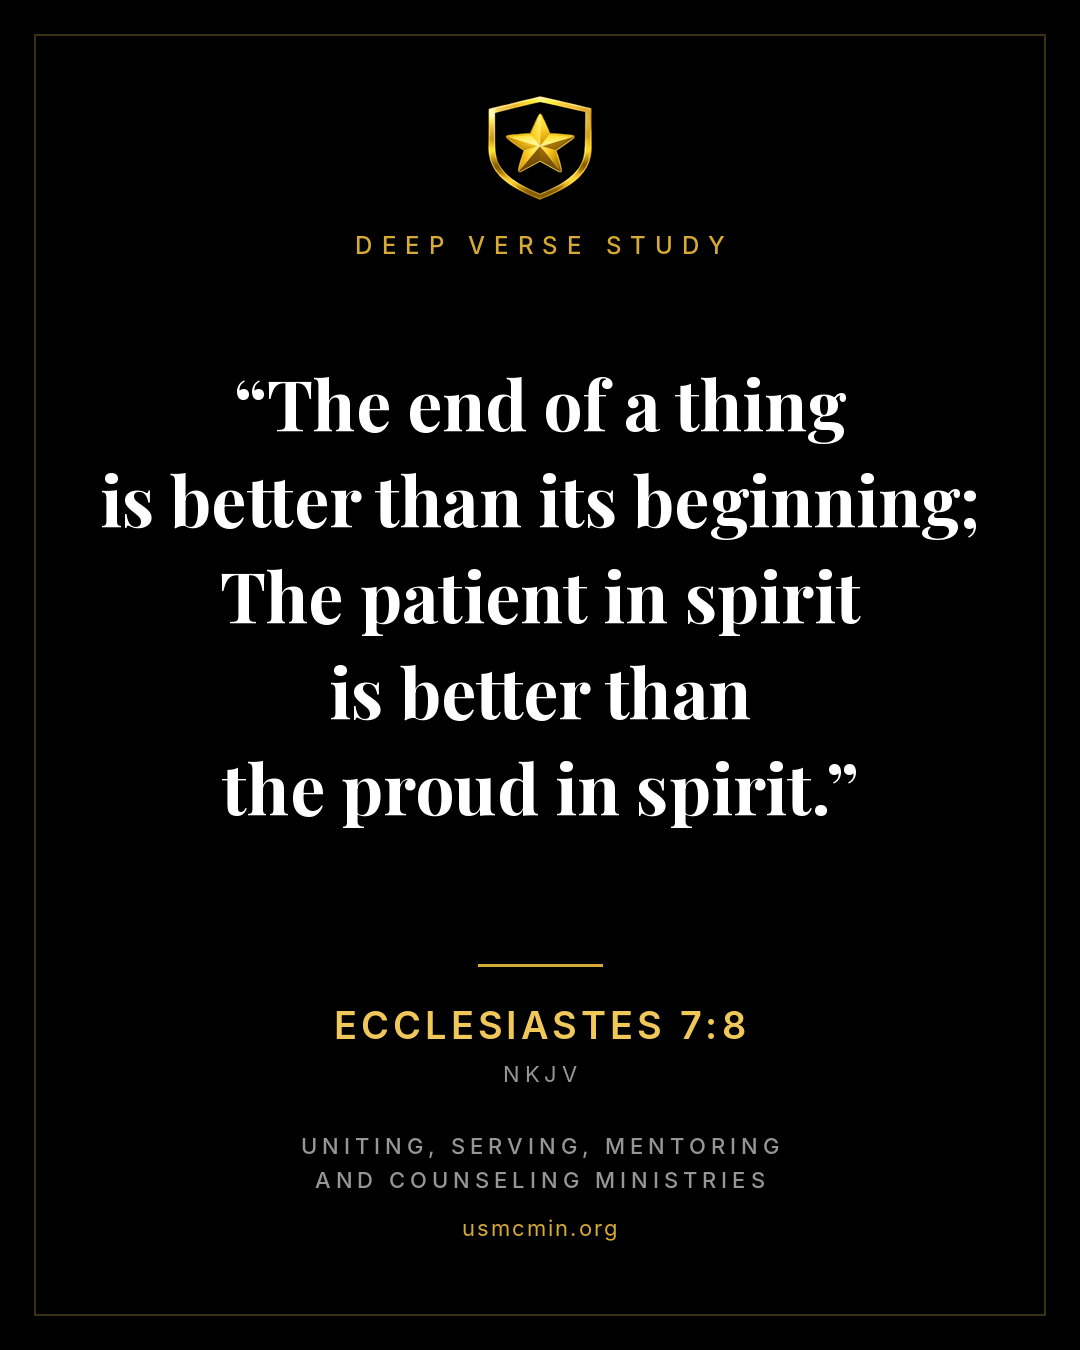 DEEP VERSE STUDY
“The end of a thing
is better than its beginning;
The patient in spirit
is better than
the proud in spirit.”
ECCLESIASTES 7:8
NKJV
UNITING, SERVING, MENTORING
AND COUNSELING MINISTRIES
usmcmin.org